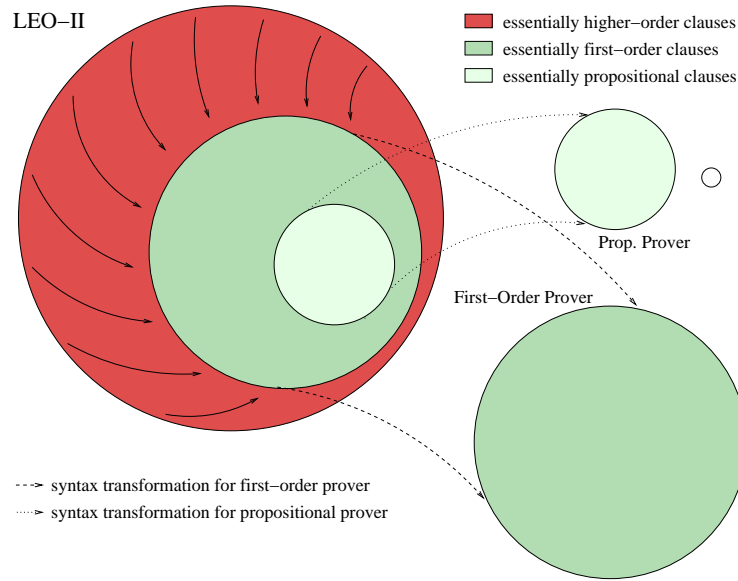 LEO−II
essentially higher−order clauses
essentially first−order clauses
essentially propositional clauses
Prop. Prover
First−Order Prover
syntax transformation for first−order prover
syntax transformation for propositional prover